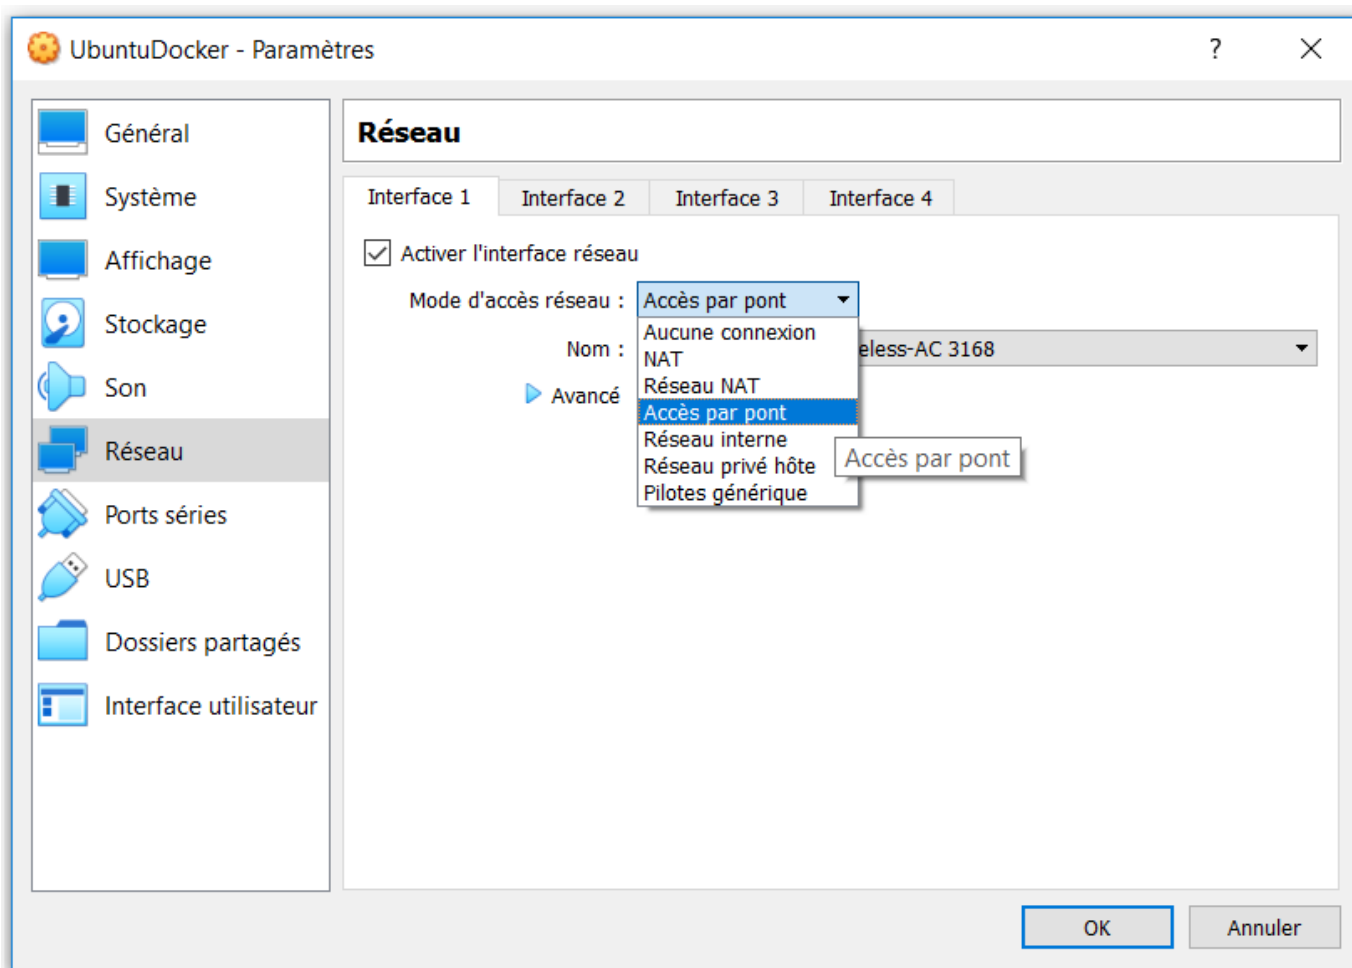 UbuntuDocker - Paramètres
?
Général
Système
Affichage
Stockage
Son
Réseau
Ports séries
USB
Dossiers partagés
Interface utilisateur
Réseau
Interface 1 Interface 2 Interface 3 Interface 4
Activer l'interface réseau
Mode d'accès réseau : Accès par pont
Aucune connexion
NAT
Réseau NAT
Accès par pont
Réseau interne
Réseau privé hôte
Pilotes générique
Nom : eless-AC 3168
Avancé
Accès par pont
OK Annuler